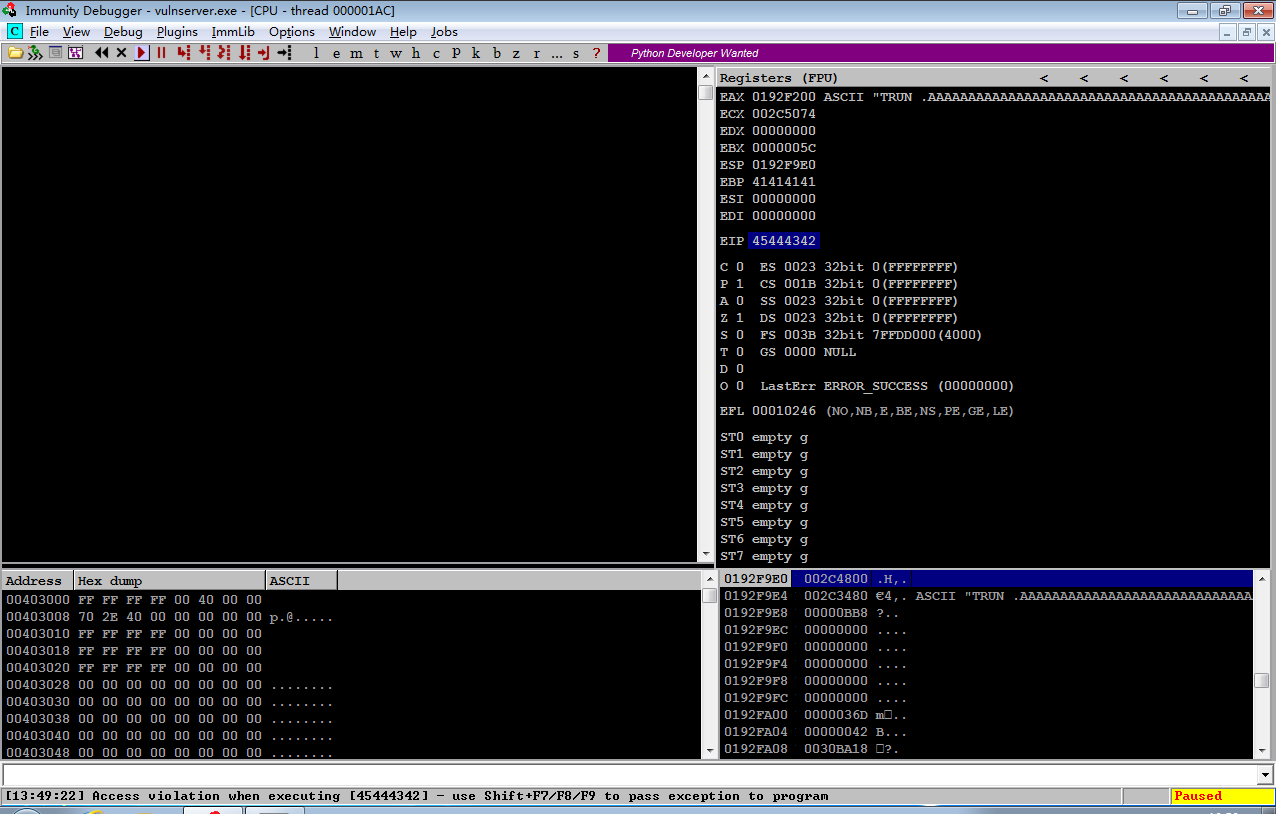 Immunity Debugger - vulnserver.exe - [CPU - thread 000001AC]
C File View Debug Plugins ImmLib Options Window Help Jobs
l e m t w h c P k b z r ... s ? Python Developer Wanted
Registers (FPU) < < < < < <
EAX 0192F200 ASCII "TRUN .AAAAAAAAAAAAAAAAAAAAAAAAAAAAAAAAAAAAAAAAAAA
ECX 002C5074
EDX 00000000
EBX 0000005C
ESP 0192F9E0
EBP 41414141
ESI 00000000
EDI 00000000
EIP 45444342
C 0 ES 0023 32bit 0(FFFFFFFF)
P 1 CS 001B 32bit 0(FFFFFFFF)
A 0 SS 0023 32bit 0(FFFFFFFF)
Z 1 DS 0023 32bit 0(FFFFFFFF)
S 0 FS 003B 32bit 7FFDD000(4000)
T 0 GS 0000 NULL
D 0
O 0 LastErr ERROR_SUCCESS (00000000)
EFL 00010246 (NO,NB,E,BE,NS,PE,GE,LE)
ST0 empty g
ST1 empty g
ST2 empty g
ST3 empty g
ST4 empty g
ST5 empty g
ST6 empty g
ST7 empty g
Address Hex dump ASCII
00403000 FF FF FF FF 00 40 00 00
00403008 70 2E 40 00 00 00 00 00 p.@.....
00403010 FF FF FF FF 00 00 00 00
00403018 FF FF FF FF 00 00 00 00
00403020 FF FF FF FF 00 00 00 00
00403028 00 00 00 00 00 00 00 00 ........
00403030 00 00 00 00 00 00 00 00 ........
00403038 00 00 00 00 00 00 00 00 ........
00403040 00 00 00 00 00 00 00 00 ........
00403048 00 00 00 00 00 00 00 00 ........
0192F9E0 002C4800 .H,.
0192F9E4 002C3480 €4,. ASCII "TRUN .AAAAAAAAAAAAAAAAAAAAAAAAAAAAA
0192F9E8 00000BB8 ?..
0192F9EC 00000000 ....
0192F9F0 00000000 ....
0192F9F4 00000000 ....
0192F9F8 00000000 ....
0192F9FC 00000000 ....
0192FA00 0000036D m□..
0192FA04 00000042 B...
0192FA08 0030BA18 □?.
[13:49:22] Access violation when executing [45444342] - use Shift+F7/F8/F9 to pass exception to program
Paused